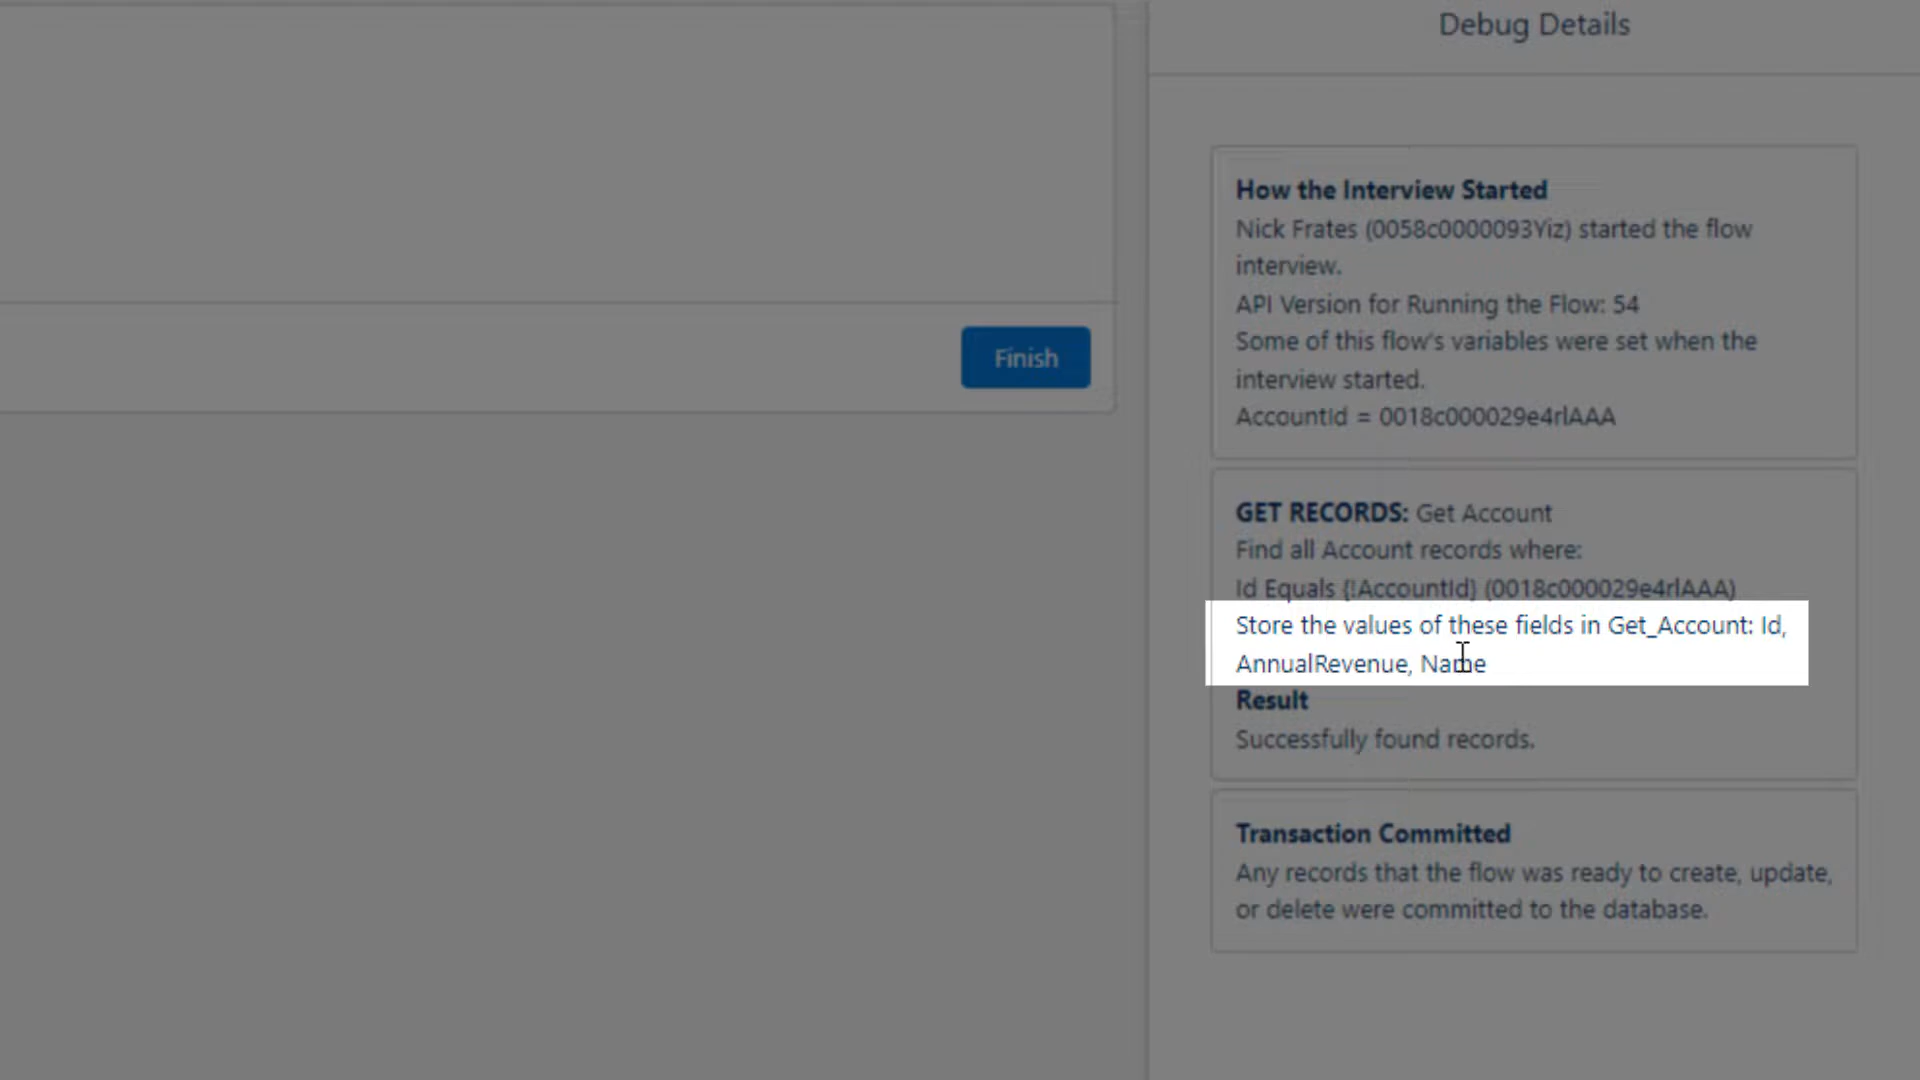 Debug Details
How the Interview Started
Nick Frates (0058c0000093Yiz) started the flow
interview.
API Version for Running the Flow: 54
Some of this flow's variables were set when the
interview started.
AccountId = 0018c000029e4rlAAA
Finish
GET RECORDS: Get Account
Find all Account records where:
Id Equals {!AccountId} (0018c000029e4rlAAA)
Store the values of these fields in Get_Account: Id,
AnnualRevenue, Name
Result
Successfully found records.
Transaction Committed
Any records that the flow was ready to create, update,
or delete were committed to the database.